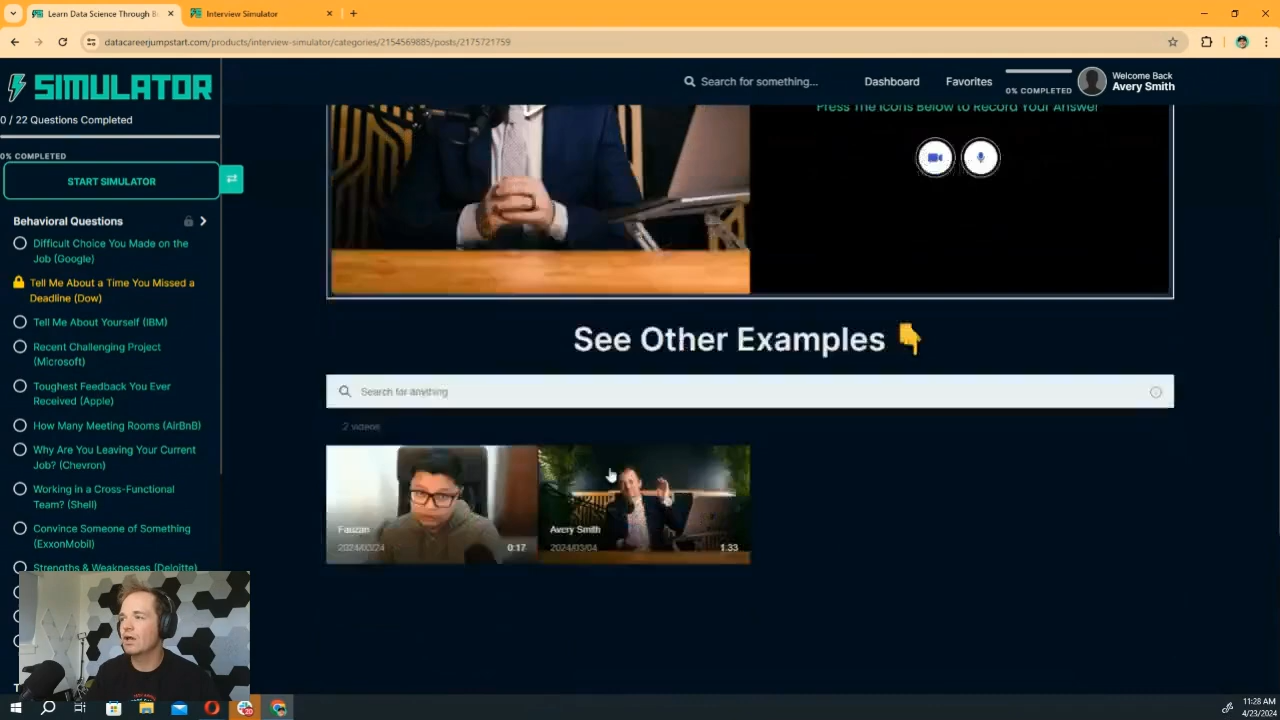 Learn Data Science Through B
Interview Simulator
datacareerjumpstart.com/products/interview-simulator/categories/2154569885/posts/2175721759
SIMULATOR
Search for something...
Dashboard
Favorites
0% COMPLETED
Welcome Back
Avery Smith
0 / 22 Questions Completed
0% COMPLETED
START SIMULATOR
Behavioral Questions
Difficult Choice You Made on the
Job (Google)
Tell Me About a Time You Missed a
Deadline (Dow)
Tell Me About Yourself (IBM)
Recent Challenging Project
(Microsoft)
Toughest Feedback You Ever
Received (Apple)
How Many Meeting Rooms (AirBnB)
Why Are You Leaving Your Current
Job? (Chevron)
Working in a Cross-Functional
Team? (Shell)
Convince Someone of Something
(ExxonMobil)
Strengths & Weaknesses (Deloitte)
Press The Icons Below to Record Your Answer
See Other Examples
Search for anything
2 videos
Fauzan
2024/03/24
0:17
Avery Smith
2024/03/04
1:33
11:28 AM
4/23/2024